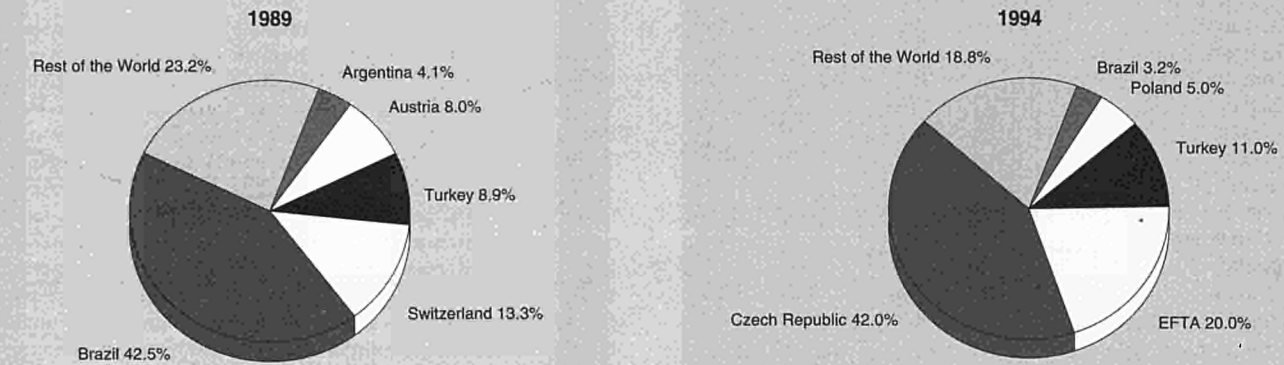 1989
Rest of the World 23.2%
Argentina 4.1%
Austria 8.0%
Turkey 8.9%
Switzerland 13.3%
Brazil 42.5%
1994
Rest of the World 18.8%
Brazil 3.2%
Poland 5.0%
Turkey 11.0%
EFTA 20.0%
Czech Republic 42.0%